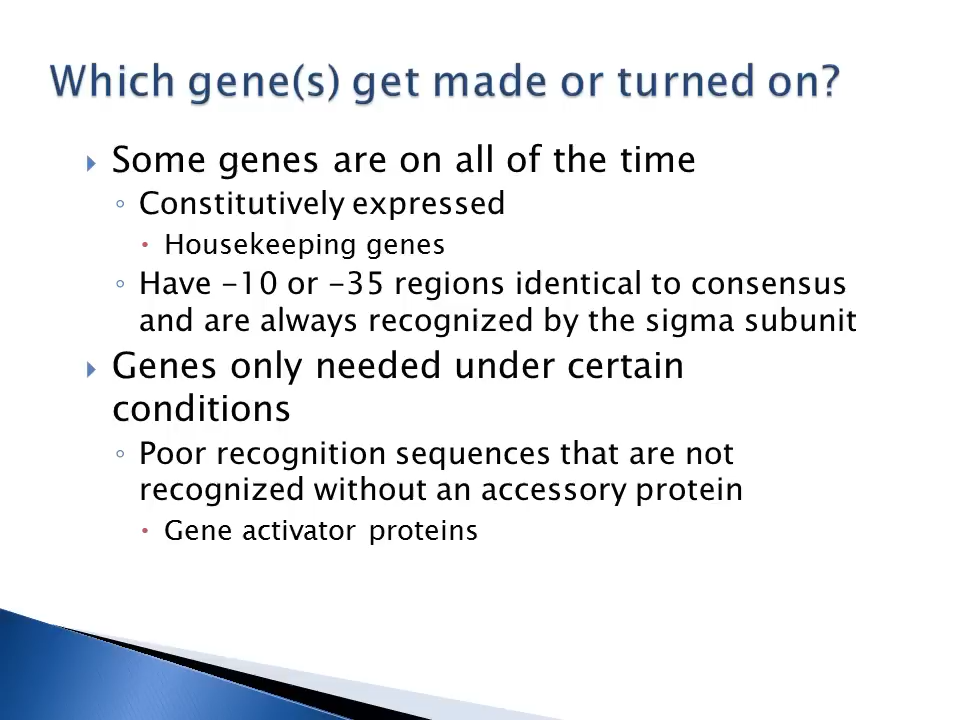 Which gene(s) get made or turned on?
Some genes are on all of the time
Constitutively expressed
Housekeeping genes
Have -10 or -35 regions identical to consensus
and are always recognized by the sigma subunit
Genes only needed under certain
conditions
Poor recognition sequences that are not
recognized without an accessory protein
Gene activator proteins